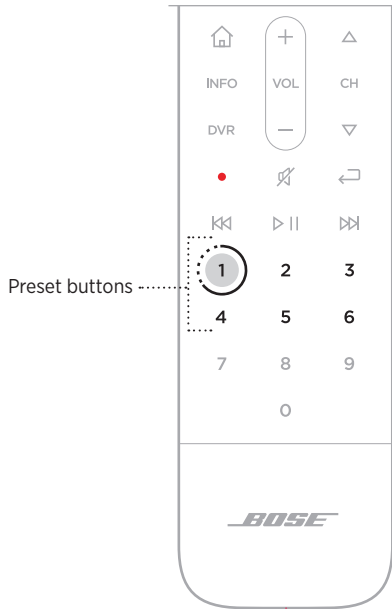 INFO VOL CH
DVR
Preset buttons
1 2 3
4 5 6
7 8 9
0
BOSE